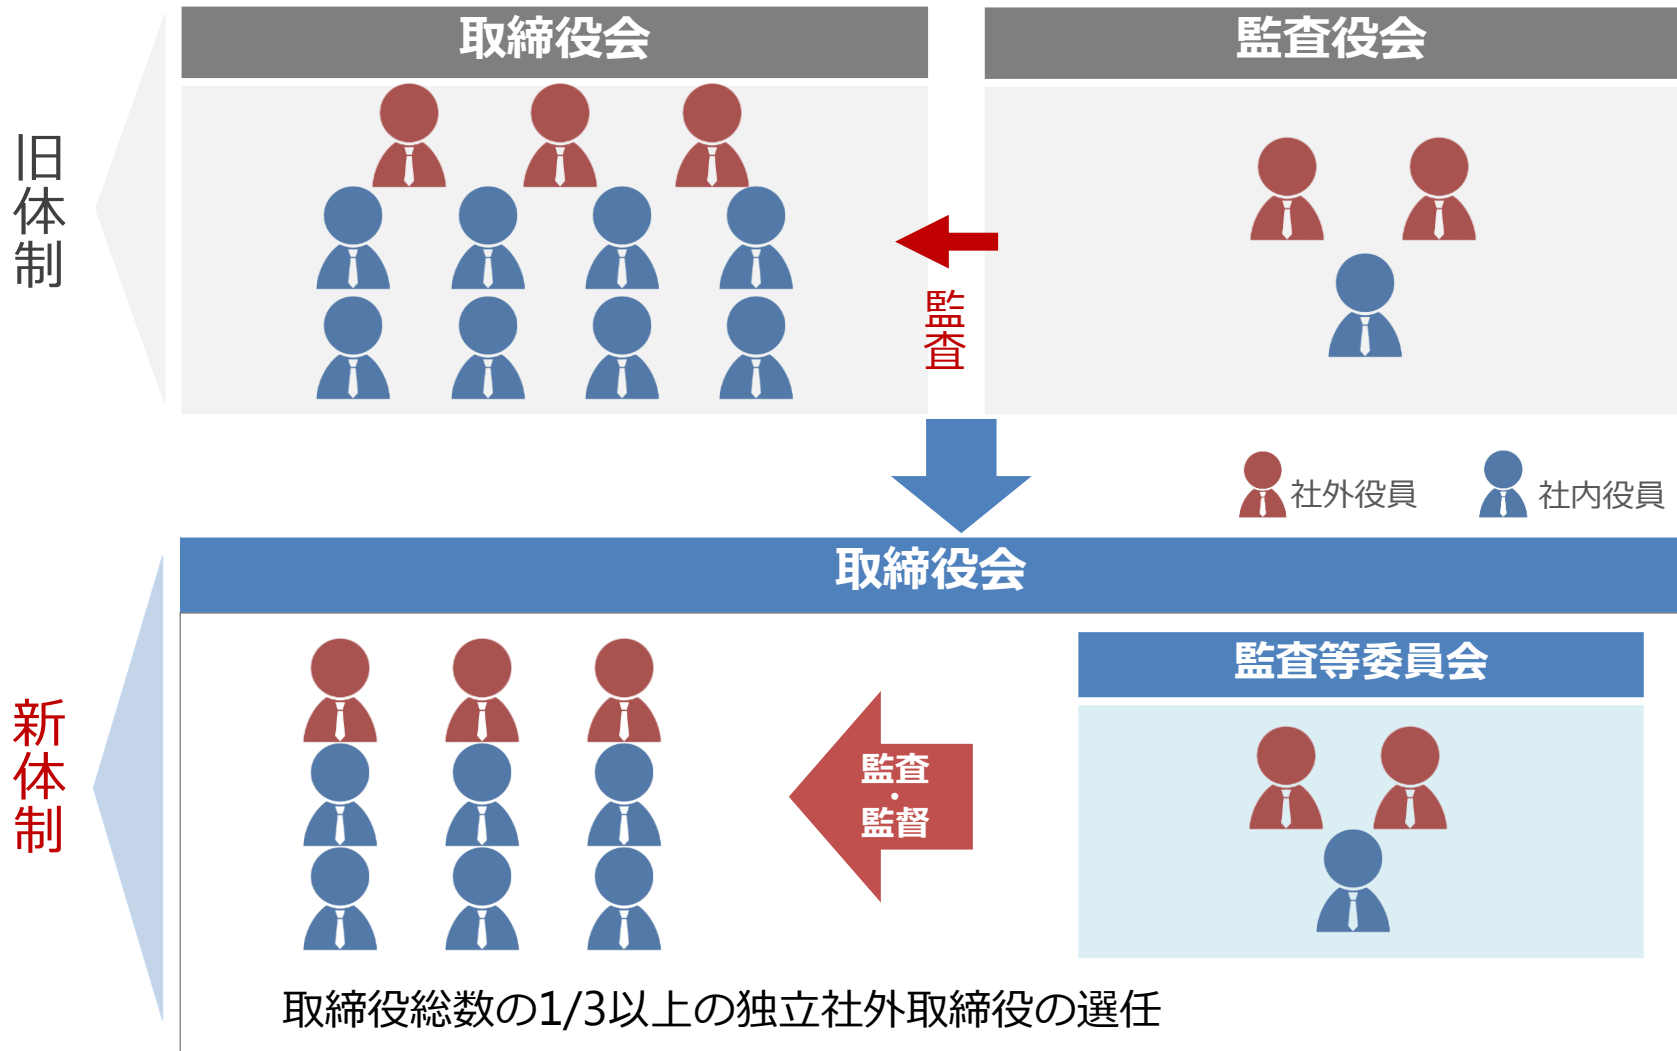 取締役会
監査役会
旧体制
監査
社外役員
社内役員
取締役会
監査等委員会
新体制
監査
・
監督
取締役総数の1/3以上の独立社外取締役の選任